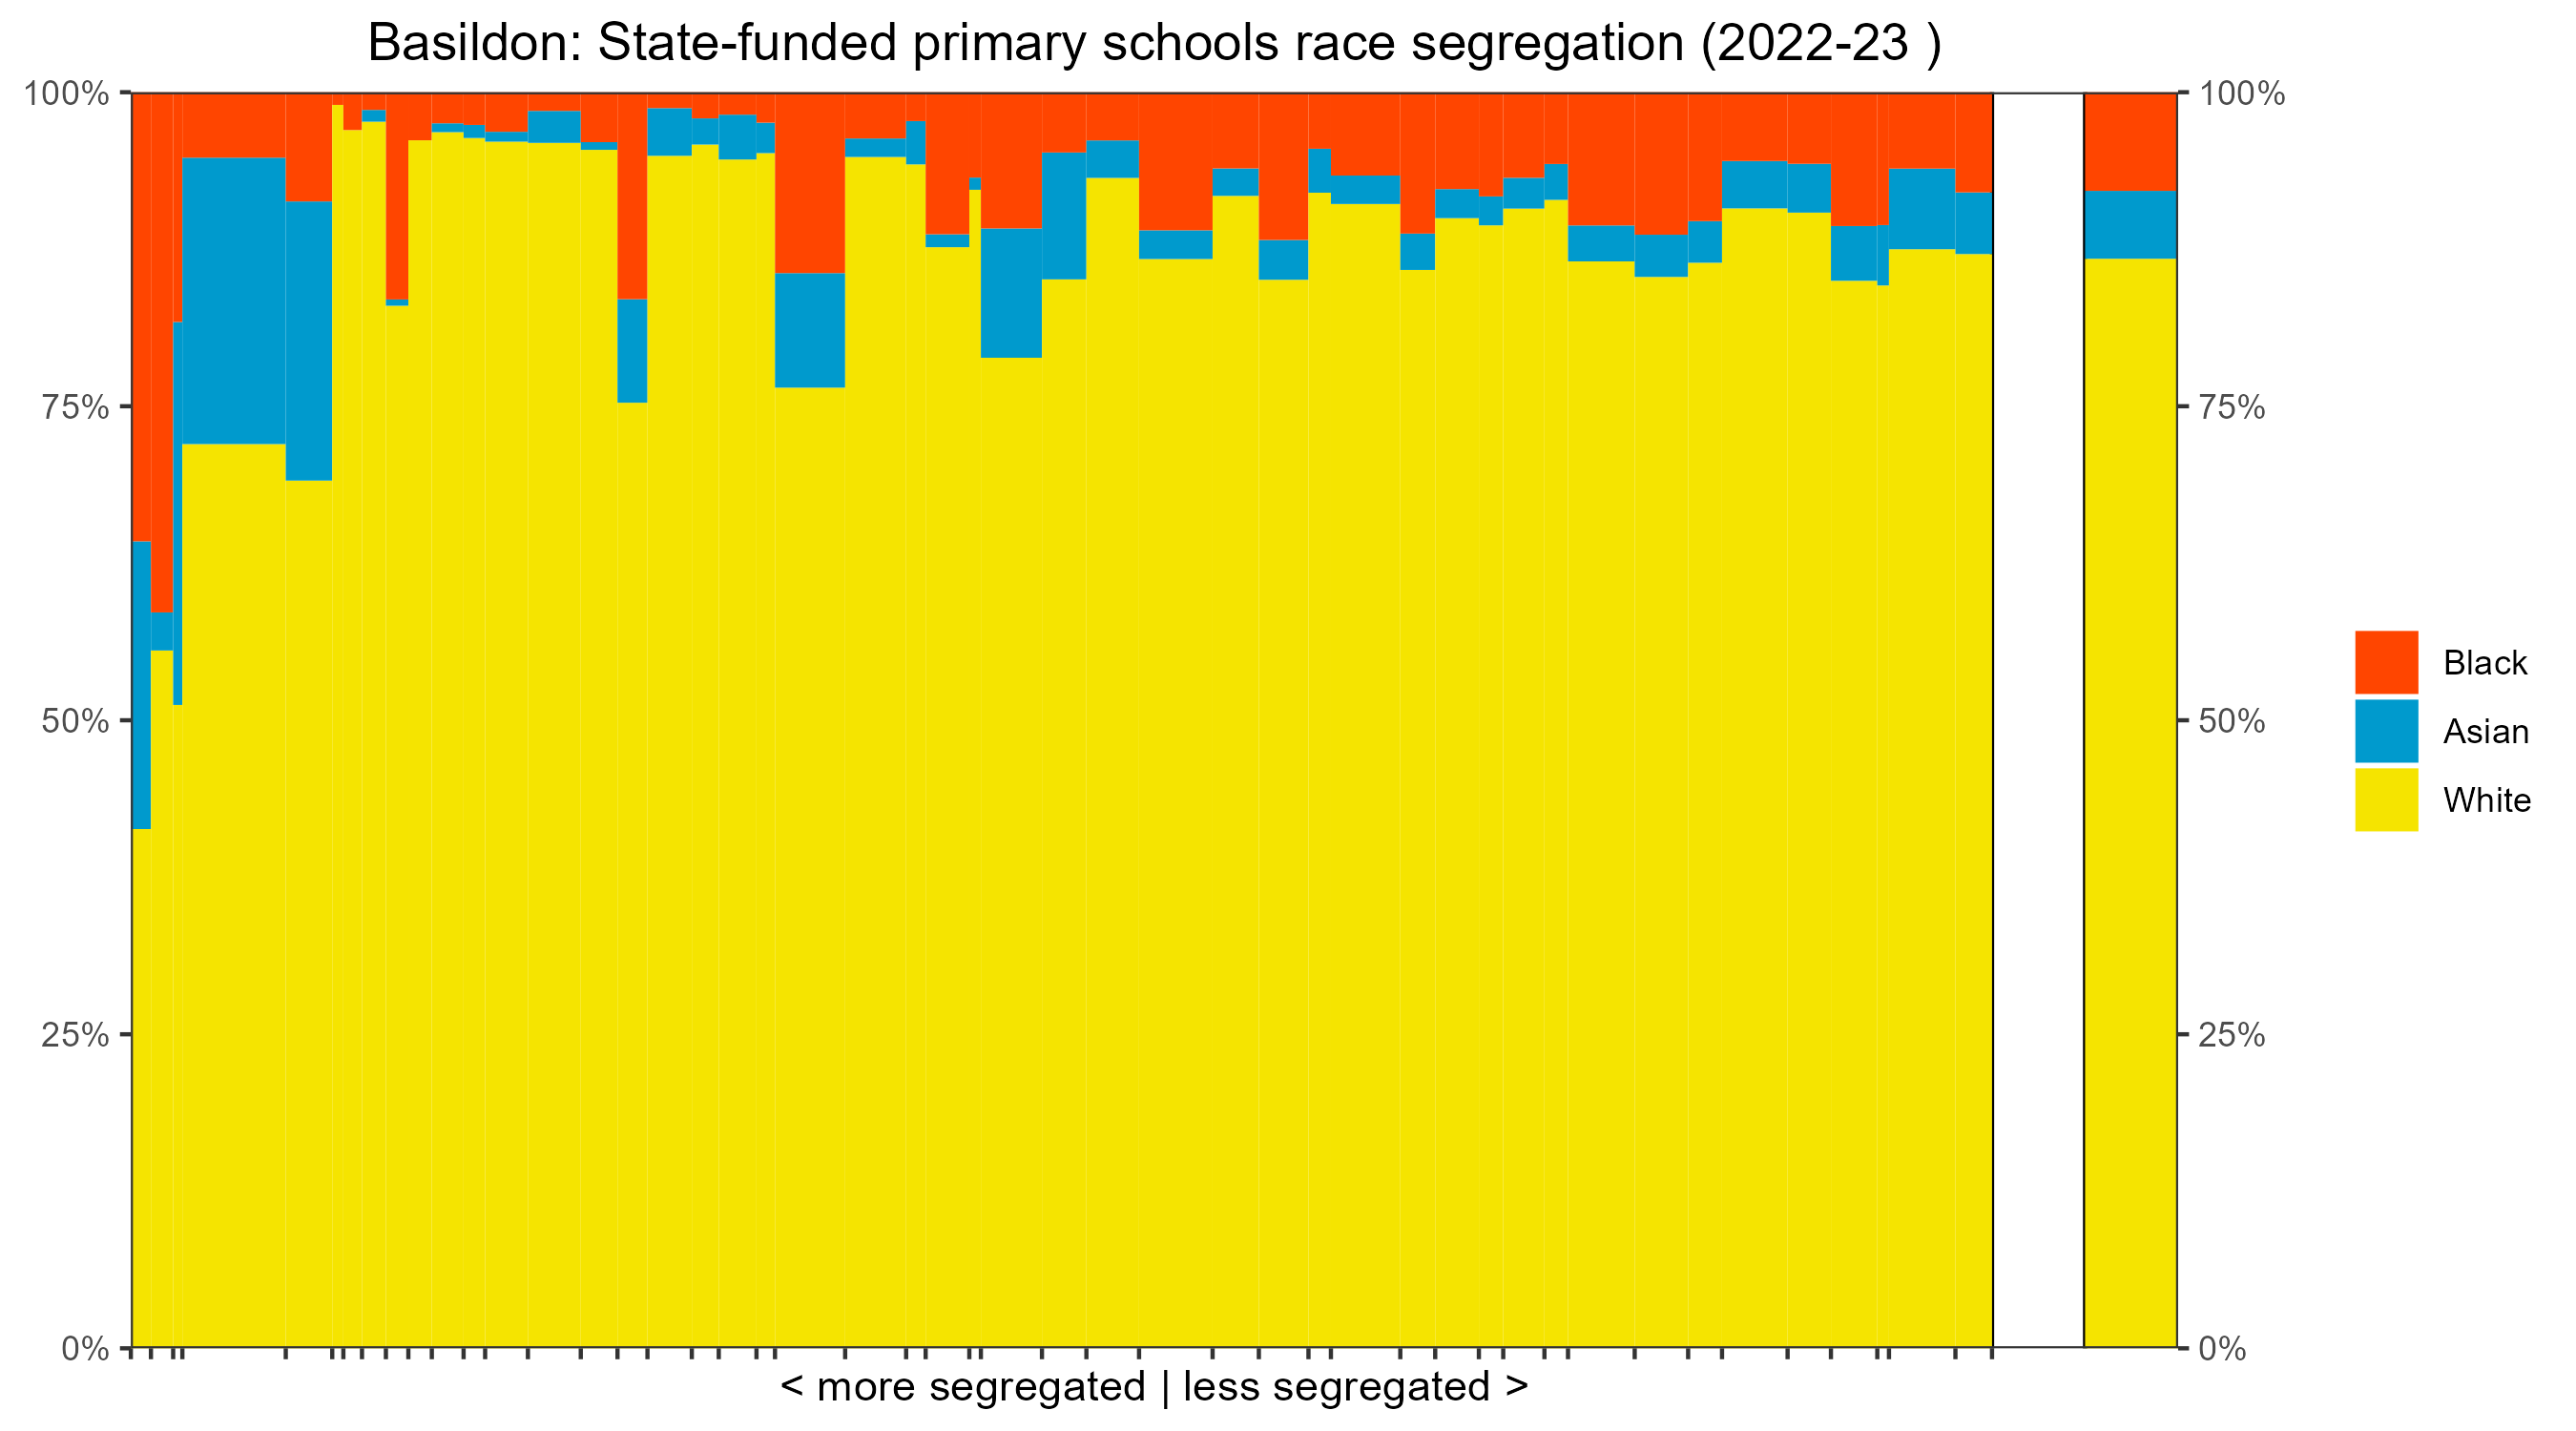 Basildon: State-funded primary schools race segregation (2022-23 )
100%
75%
50%
25%
0%
100%
75%
50%
25%
0%
Black
Asian
White
< more segregated | less segregated >